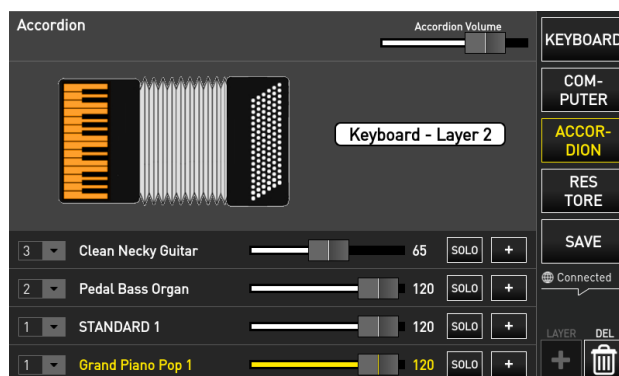 Accordion
Accordion Volume
KEYBOARD
COM-
PUTER
ACCOR-
DION
RES
TORE
SAVE
Connected
LAYER DEL
+
Keyboard - Layer 2
3 Clean Necky Guitar 65 SOLO +
2 Pedal Bass Organ 120 SOLO +
1 STANDARD 1 120 SOLO +
1 Grand Piano Pop 1 120 SOLO +